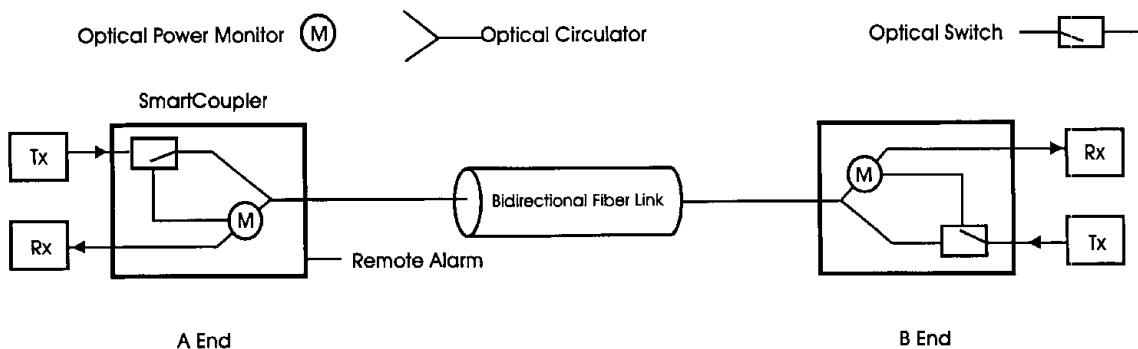 Optical Power Monitor M
Optical Circulator
Optical Switch
SmartCoupler
Tx
Rx
M
Remote Alarm
A End
Bidirectional Fiber Link
M
Rx
Tx
B End